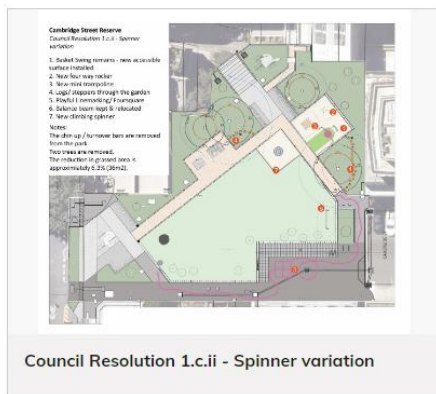 Cambridge Street Reserve
Council Resolution 1.c.ii - Spinner
variation
1. Basket Swing remains - new accessible
surface installed
2. New four way rocker
3. New mini trampoline
4. Logs/ steppers through the garden
5. Playful linemarking/ Foursquare
6. Balance beam kept & relocated
7. New climbing spinner
Notes:
The chin up / turnover bars are removed
from the park.
Two trees are removed.
The reduction in grassed area is
approximately 6.3% (36m2).
Council Resolution 1.c.ii - Spinner variation